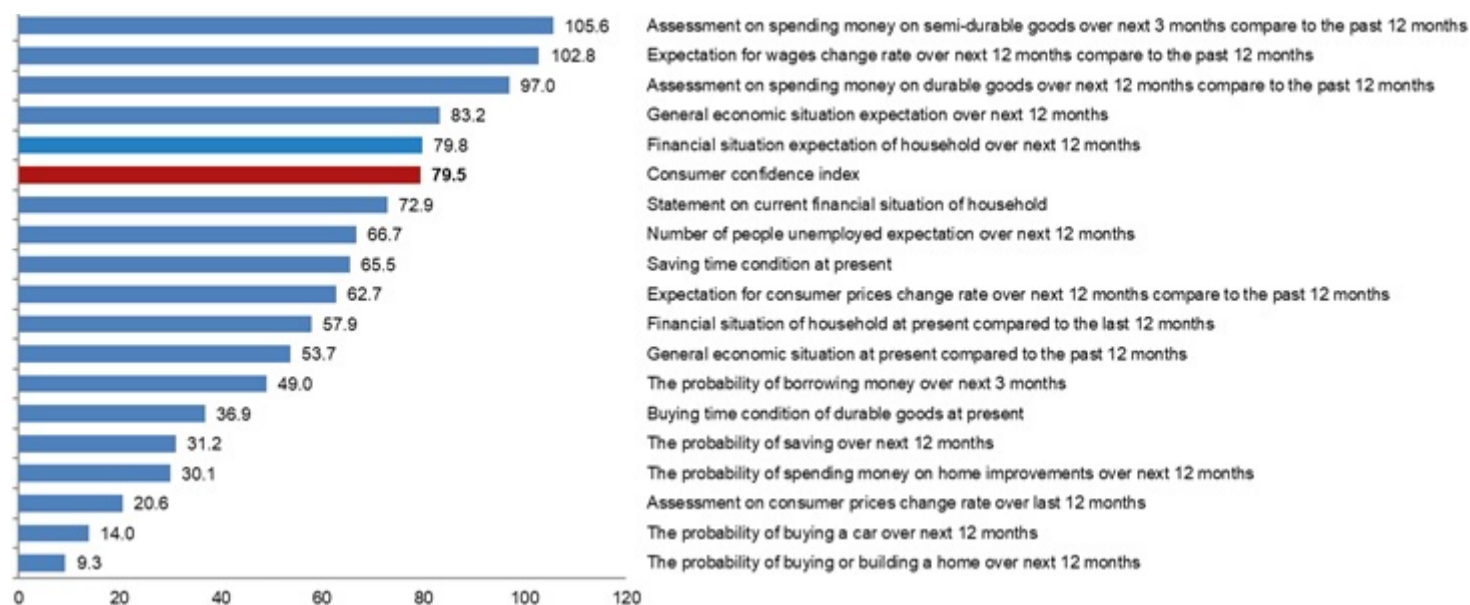 105.6 Assessment on spending money on semi-durable goods over next 3 months compare to the past 12 months
102.8 Expectation for wages change rate over next 12 months compare to the past 12 months
97.0 Assessment on spending money on durable goods over next 12 months compare to the past 12 months
83.2 General economic situation expectation over next 12 months
79.8 Financial situation expectation of household over next 12 months
79.5 Consumer confidence index
72.9 Statement on current financial situation of household
66.7 Number of people unemployed expectation over next 12 months
65.5 Saving time condition at present
62.7 Expectation for consumer prices change rate over next 12 months compare to the past 12 months
57.9 Financial situation of household at present compared to the last 12 months
53.7 General economic situation at present compared to the past 12 months
49.0 The probability of borrowing money over next 3 months
36.9 Buying time condition of durable goods at present
31.2 The probability of saving over next 12 months
30.1 The probability of spending money on home improvements over next 12 months
20.6 Assessment on consumer prices change rate over last 12 months
14.0 The probability of buying a car over next 12 months
9.3 The probability of buying or building a home over next 12 months
0 20 40 60 80 100 120